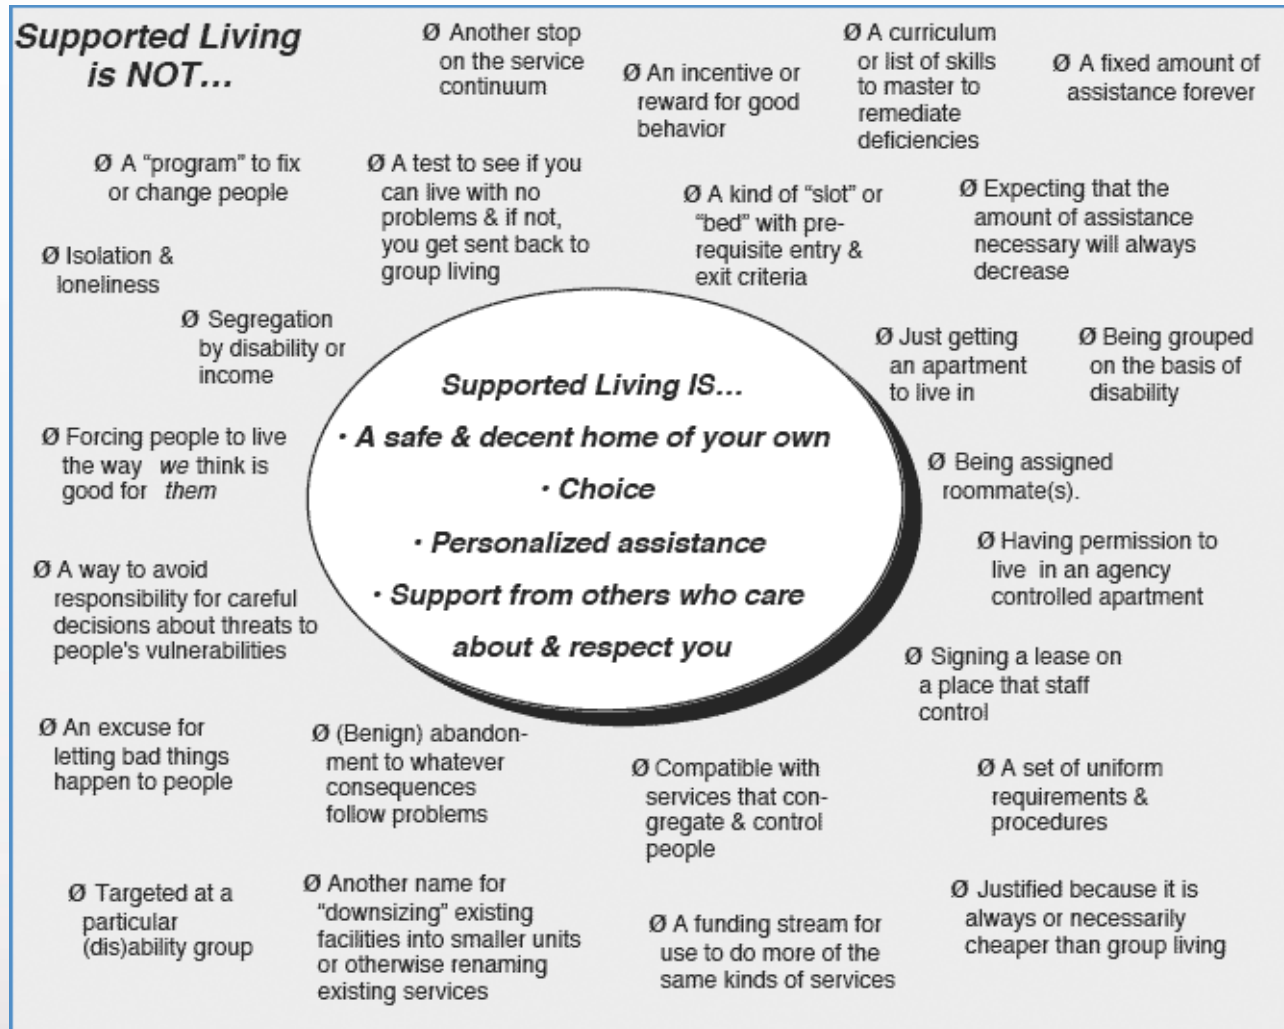 Supported Living
is NOT…
Ø Another stop
on the service
continuum
Ø An incentive or
reward for good
behavior
Ø A curriculum
or list of skills
to master to
remediate
deficiencies
Ø A fixed amount of
assistance forever
Ø A “program” to fix
or change people
Ø A test to see if you
can live with no
problems & if not,
you get sent back to
group living
Ø A kind of “slot” or
“bed” with pre-
requisite entry &
exit criteria
Ø Expecting that the
amount of assistance
necessary will always
decrease
Ø Isolation &
loneliness
Ø Segregation
by disability or
income
Ø Just getting
an apartment
to live in
Ø Being grouped
on the basis of
disability
Supported Living IS…
· A safe & decent home of your own
· Choice
· Personalized assistance
· Support from others who care
about & respect you
Ø Forcing people to live
the way we think is
good for them
Ø Being assigned
roommate(s).
Ø Having permission to
live in an agency
controlled apartment
Ø A way to avoid
responsibility for careful
decisions about threats to
people's vulnerabilities
Ø Signing a lease on
a place that staff
control
Ø An excuse for
letting bad things
happen to people
Ø (Benign) abandon-
ment to whatever
consequences
follow problems
Ø Compatible with
services that con-
gregate & control
people
Ø A set of uniform
requirements &
procedures
Ø Targeted at a
particular
(dis)ability group
Ø Another name for
“downsizing” existing
facilities into smaller units
or otherwise renaming
existing services
Ø A funding stream for
use to do more of the
same kinds of services
Ø Justified because it is
always or necessarily
cheaper than group living